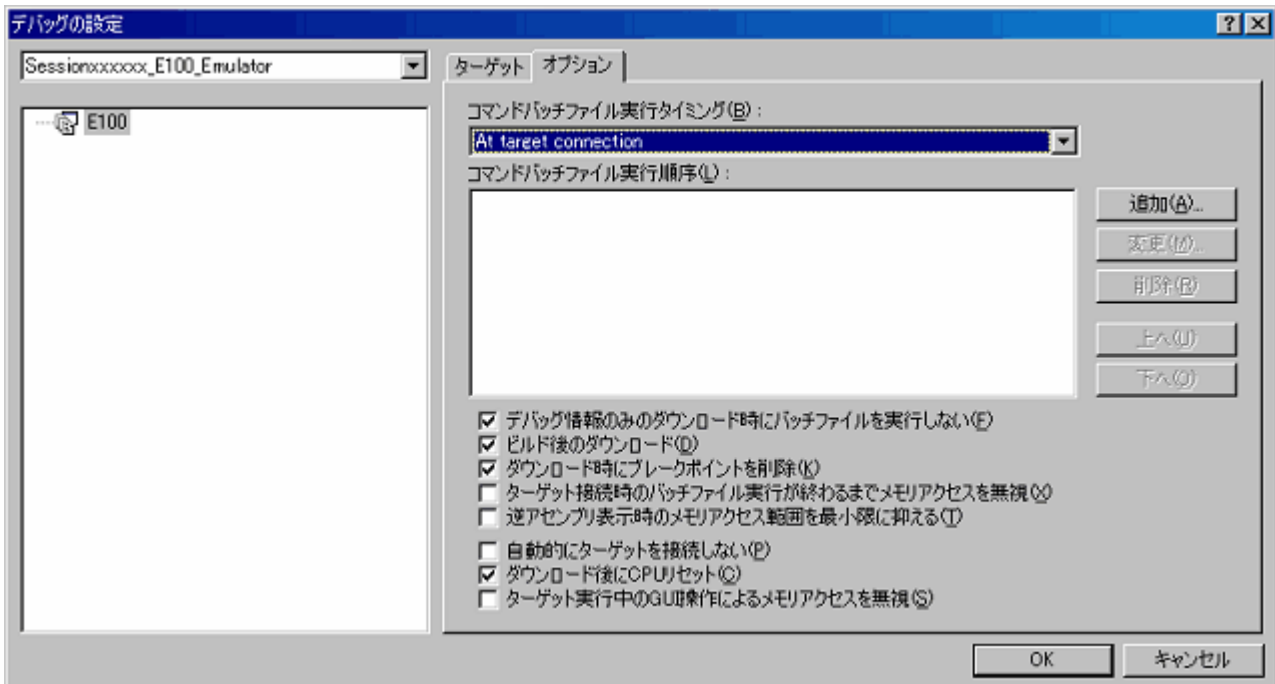 デバッグの設定
Sessionxxxxxx_E100_Emulator
E100
ターゲット オプション
コマンドバッチファイル実行タイミング(B) :
At target connection
コマンドバッチファイル実行順序(L) :
追加(A)...
変更(M)...
削除(R)
上へ(U)
下へ(O)
デバッグ情報のみのダウンロード時にバッチファイルを実行しない(E)
ビルド後のダウンロード(D)
ダウンロード時にブレークポイントを削除(K)
ターゲット接続時のバッチファイル実行が終わるまでメモリアクセスを無視(X)
逆アセンブリ表示時のメモリアクセス範囲を最小限に抑える(T)
自動的にターゲットを接続しない(P)
ダウンロード後にCPUリセット(C)
ターゲット実行中のGUI操作によるメモリアクセスを無視(S)
OK キャンセル